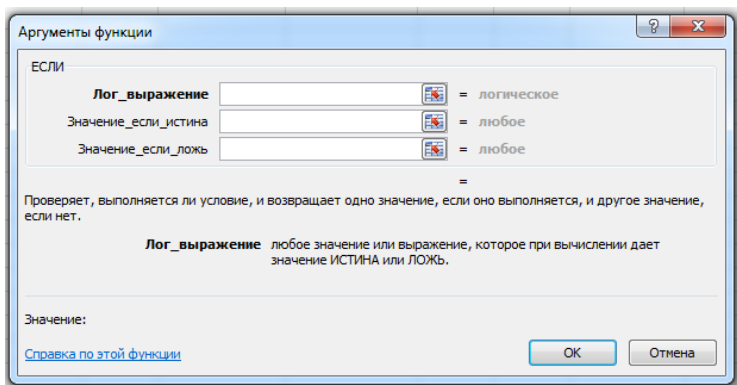 Аргументы функции
ЕСЛИ
Лог_выражение = логическое
Значение_если_истина = любое
Значение_если_ложь = любое
=
Проверяет, выполняется ли условие, и возвращает одно значение, если оно выполняется, и другое значение,
если нет.
Лог_выражение любое значение или выражение, которое при вычислении дает
значение ИСТИНА или ЛОЖЬ.
Значение:
Справка по этой функции
ОК Отмена